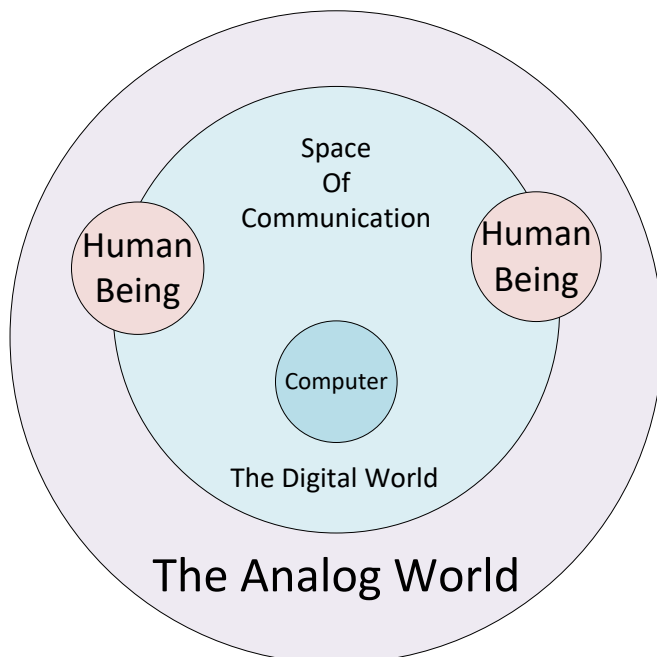 Space
Of
Communication
Human
Being
Human
Being
Computer
The Digital World
The Analog World